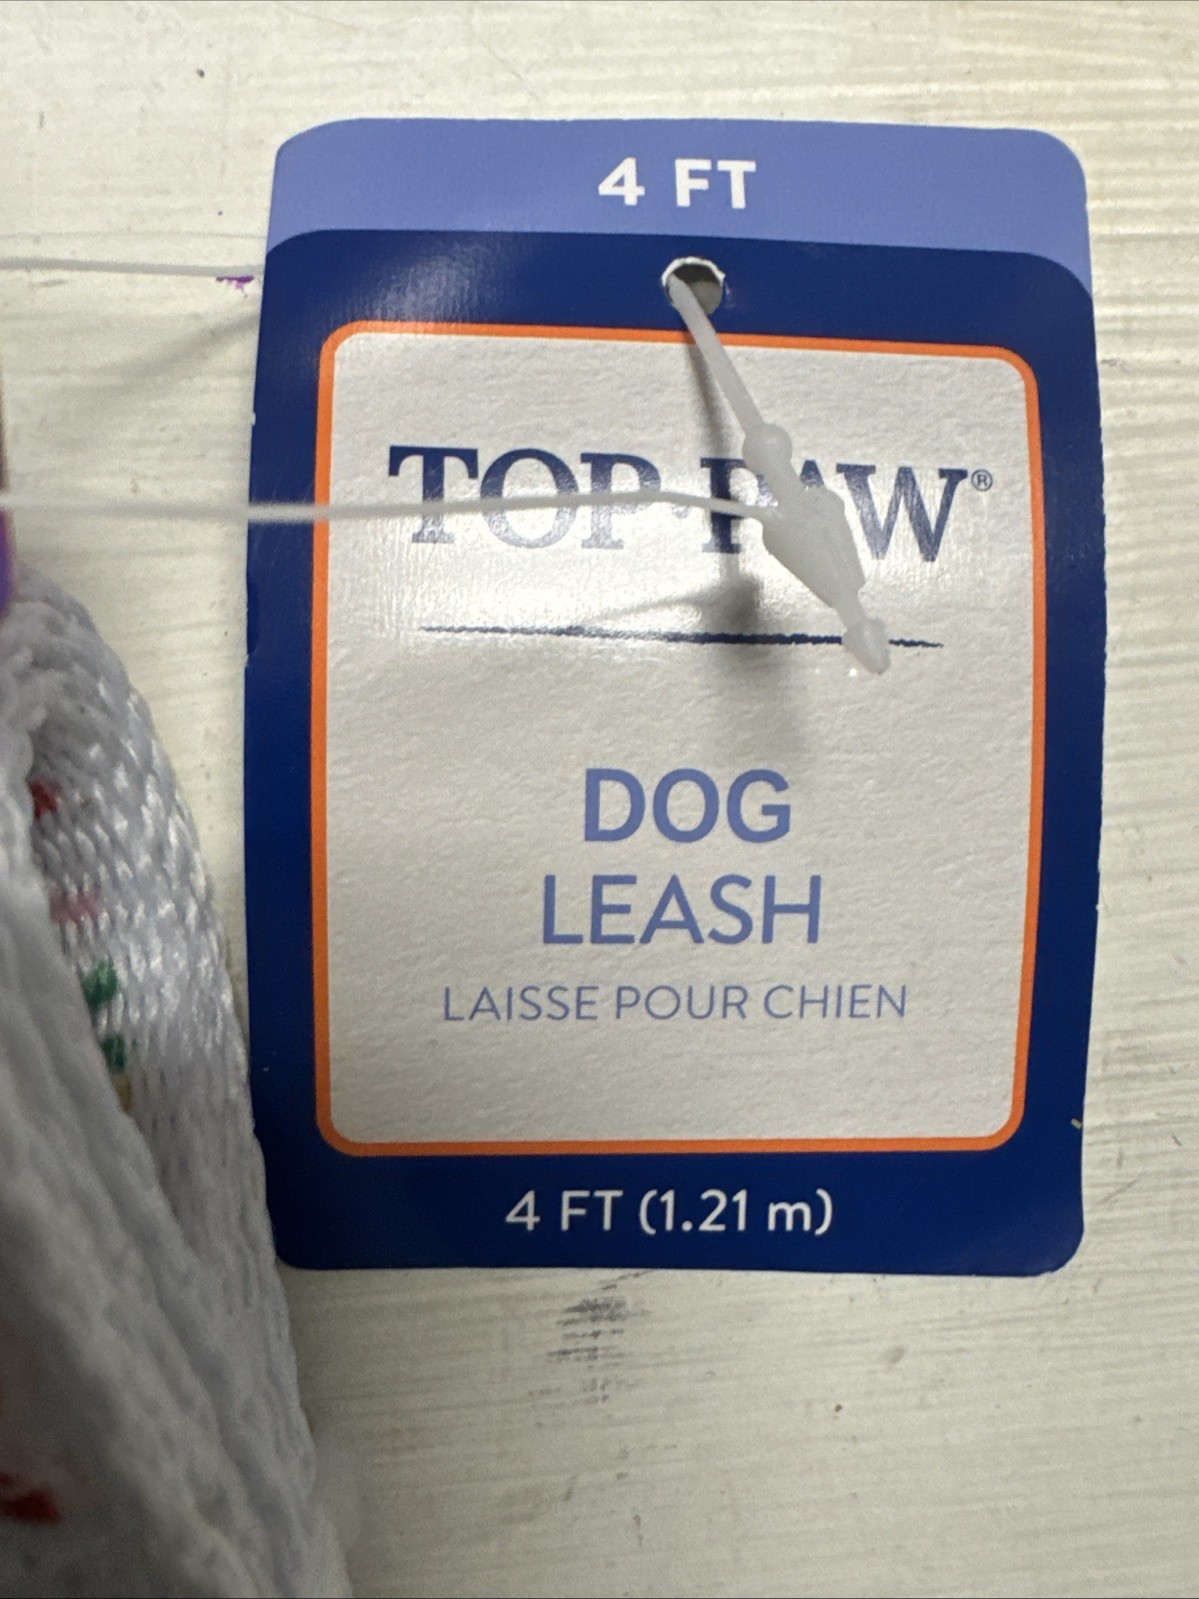 4 FT
TOP PAW®
DOG
LEASH
LAISSE POUR CHIEN
4 FT (1.21 m)